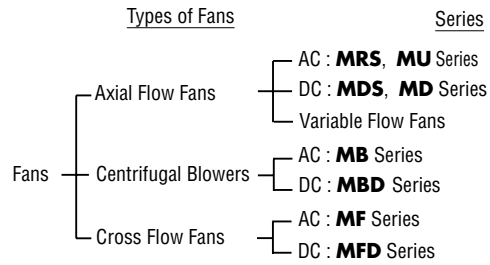 Types of Fans Series
AC : MRS, MU Series
Axial Flow Fans DC : MDS, MD Series
Variable Flow Fans
AC : MB Series
Fans Centrifugal Blowers
DC : MBD Series
AC : MF Series
Cross Flow Fans
DC : MFD Series